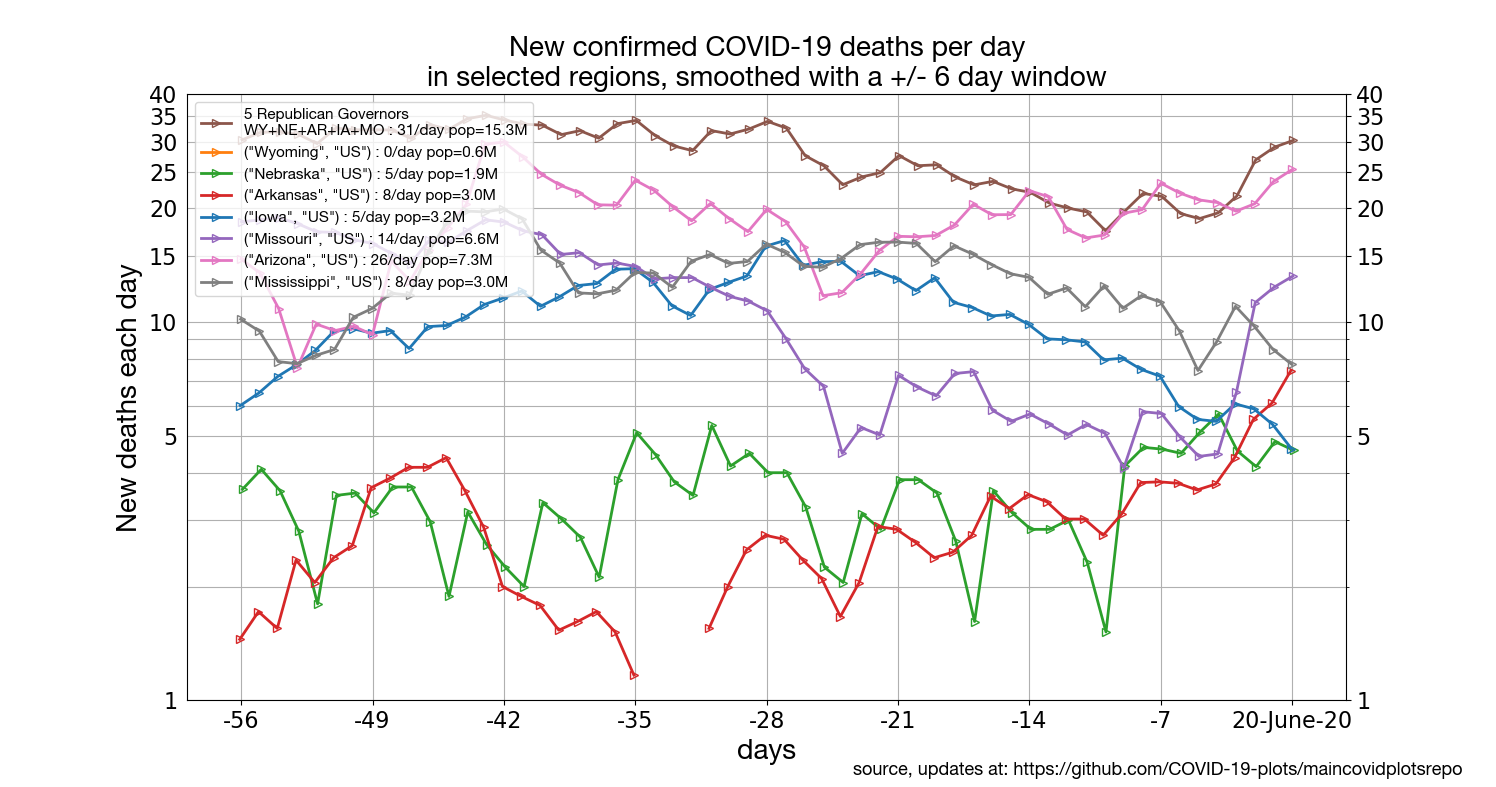 New confirmed COVID-19 deaths per day
in selected regions, smoothed with a +/- 6 day window
New deaths each day
40
35
30
25
20
15
10
5
1
5 Republican Governors
WY+NE+AR+IA+MO : 31/day pop=15.3M
("Wyoming", "US") : 0/day pop=0.6M
("Nebraska", "US") : 5/day pop=1.9M
("Arkansas", "US") : 8/day pop=3.0M
("Iowa", "US") : 5/day pop=3.2M
("Missouri", "US") : 14/day pop=6.6M
("Arizona", "US") : 26/day pop=7.3M
("Mississippi", "US") : 8/day pop=3.0M
40
35
30
25
20
15
10
5
1
-56 -49 -42 -35 -28 -21 -14 -7 20-June-20
days
source, updates at: https://github.com/COVID-19-plots/maincovidplotsrepo